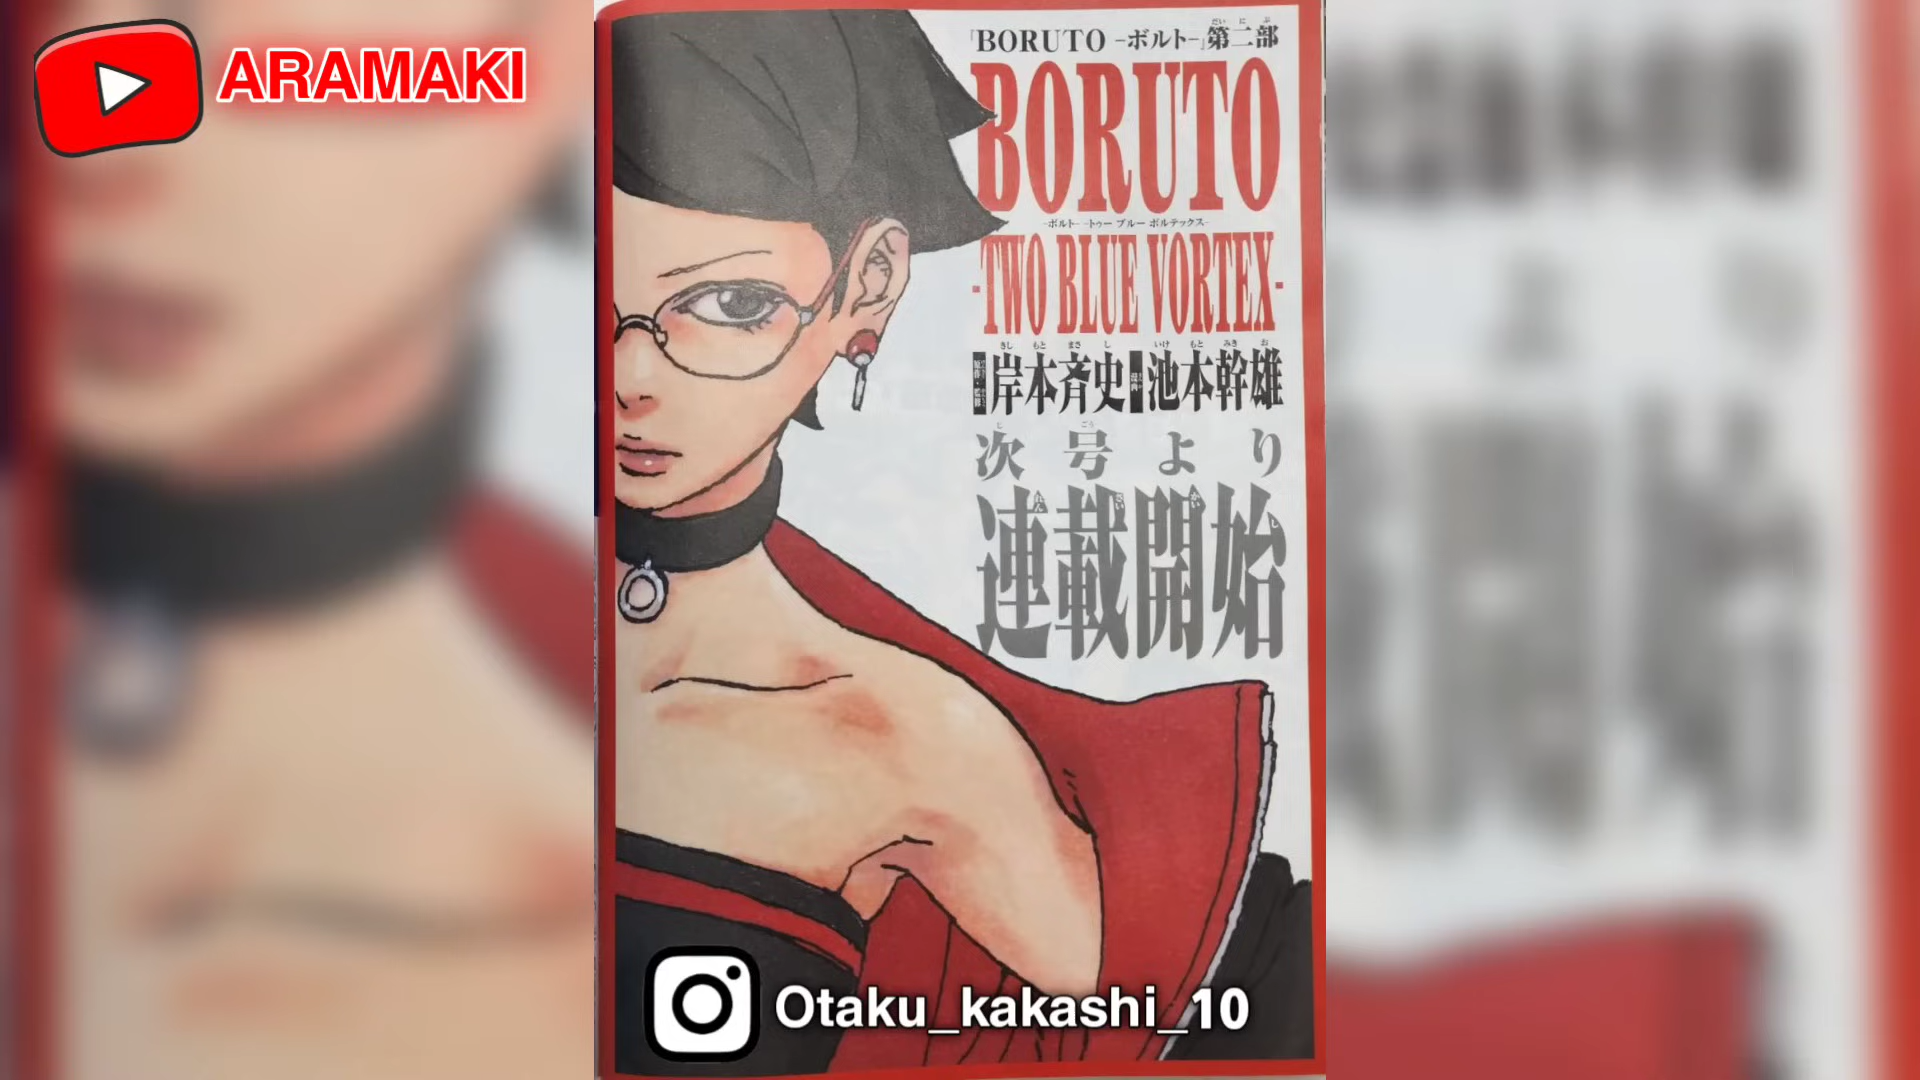 ARAMAKI
「BORUTO -ボルト-」第二部
BORUTO
-ボルト- -トゥー ブルー ボルテックス-
-TWO BLUE VORTEX-
岸本斉史 池本幹雄
次号より
連載開始
Otaku_kakashi_10